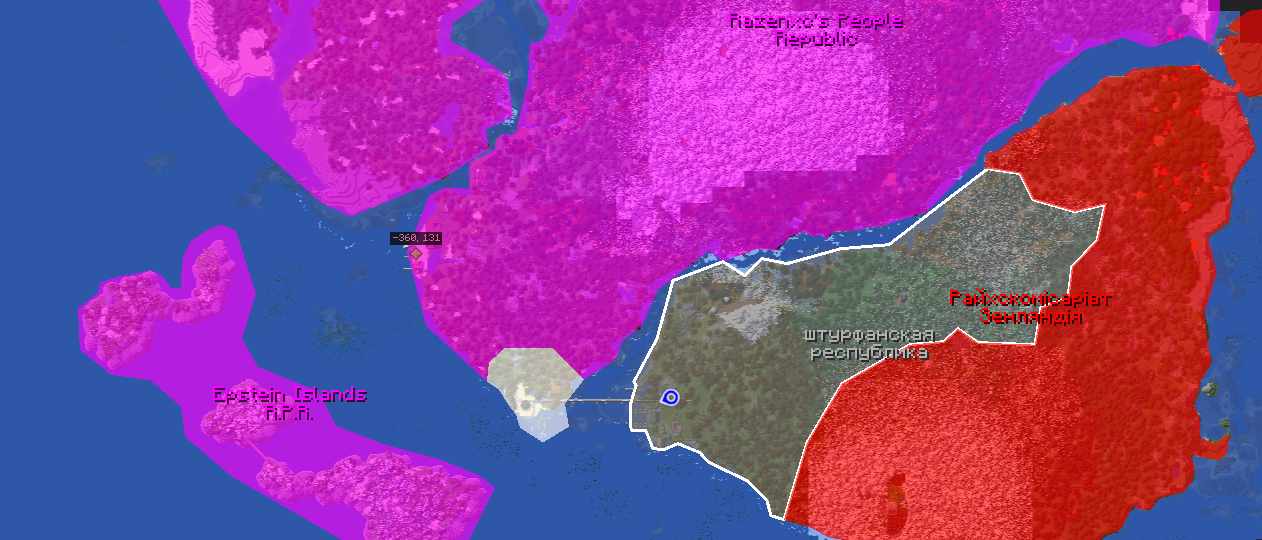 Razenxo's People
Republic
-360, 131
Райхскомісаріат
Зенляндія
штурфанская
республика
Epstein Islands
R.P.R.